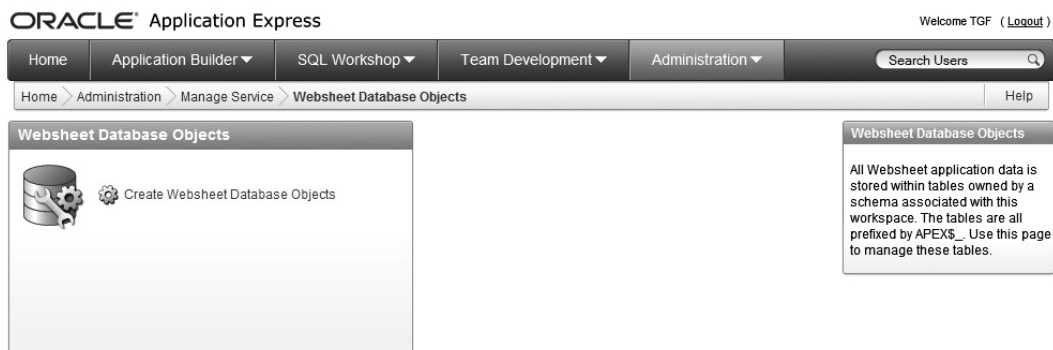 ORACLE Application Express
Welcome TGF ( Logout )
Home Application Builder SQL Workshop Team Development Administration Search Users
Home Administration Manage Service Websheet Database Objects Help
Websheet Database Objects
Create Websheet Database Objects
Websheet Database Objects
All Websheet application data is
stored within tables owned by a
schema associated with this
workspace. The tables are all
prefixed by APEX$_. Use this page
to manage these tables.